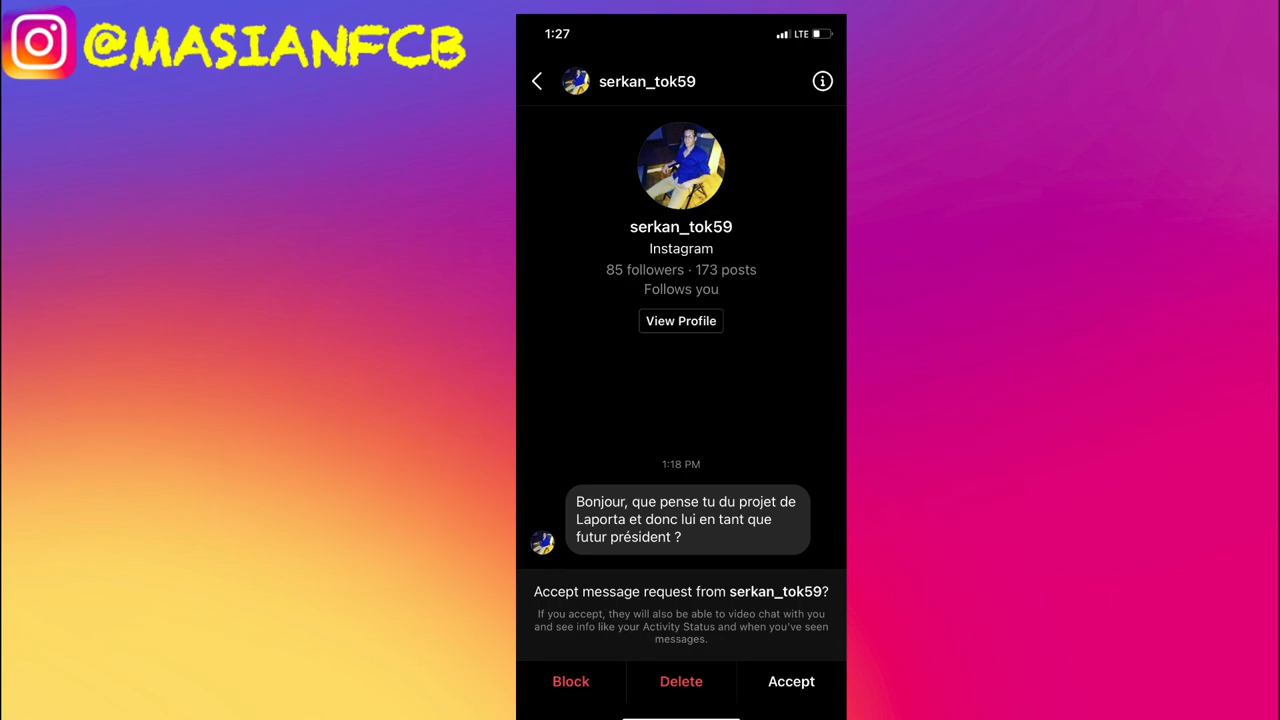 @MASIANFCB
1:27
LTE
serkan_tok59
serkan_tok59
Instagram
85 followers · 173 posts
Follows you
View Profile
1:18 PM
Bonjour, que pense tu du projet de
Laporta et donc lui en tant que
futur président ?
Accept message request from serkan_tok59?
If you accept, they will also be able to video chat with you
and see info like your Activity Status and when you've seen
messages.
Block
Delete
Accept